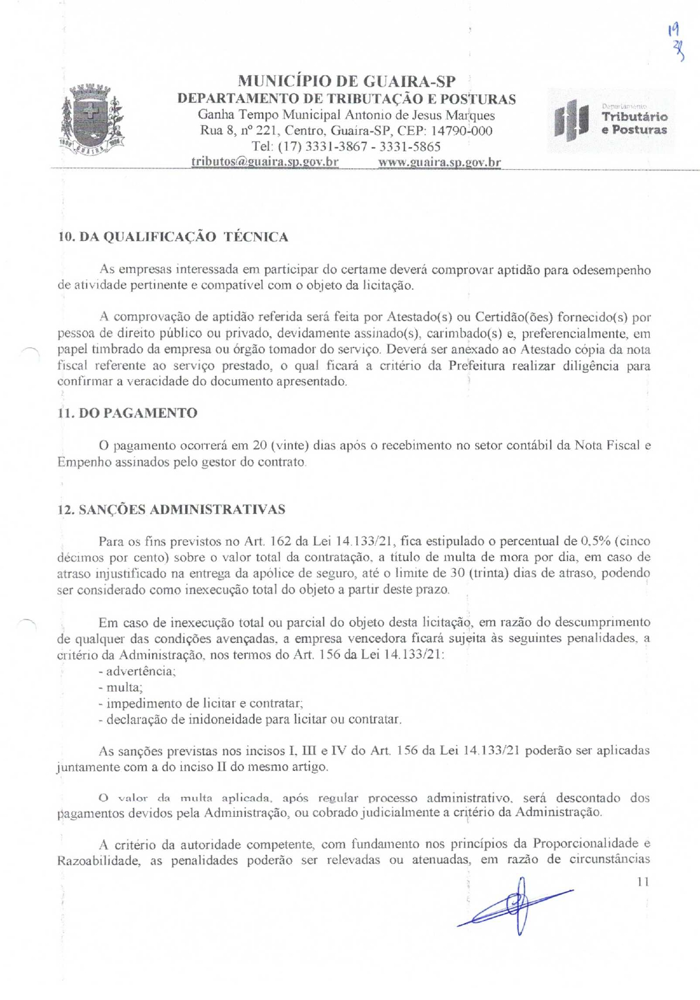 19
MUNICÍPIO DE GUAIRA-SP
DEPARTAMENTO DE TRIBUTAÇÃO E POSTURAS
Ganha Tempo Municipal Antonio de Jesus Marques
Rua 8, nº 221, Centro, Guaíra-SP, CEP: 14790-000
Tel: (17) 3331-3867 - 3331-5865
tributos@guaira.sp.gov.br www.guaira.sp.gov.br
GUAIRA
Departamento
Tributário
e Posturas
10. DA QUALIFICAÇÃO TÉCNICA
As empresas interessada em participar do certame deverá comprovar aptidão para odesempenho
de atividade pertinente e compatível com o objeto da licitação.
A comprovação de aptidão referida será feita por Atestado(s) ou Certidão(ões) fornecido(s) por
pessoa de direito público ou privado, devidamente assinado(s), carimbado(s) e, preferencialmente, em
papel timbrado da empresa ou órgão tomador do serviço. Deverá ser anexado ao Atestado cópia da nota
fiscal referente ao serviço prestado, o qual ficará a critério da Prefeitura realizar diligência para
confirmar a veracidade do documento apresentado.
11. DO PAGAMENTO
O pagamento ocorrerá em 20 (vinte) dias após o recebimento no setor contábil da Nota Fiscal e
Empenho assinados pelo gestor do contrato.
12. SANÇÕES ADMINISTRATIVAS
Para os fins previstos no Art. 162 da Lei 14.133/21, fica estipulado o percentual de 0,5% (cinco
décimos por cento) sobre o valor total da contratação, a título de multa de mora por dia, em caso de
atraso injustificado na entrega da apólice de seguro, até o limite de 30 (trinta) dias de atraso, podendo
ser considerado como inexecução total do objeto a partir deste prazo.
Em caso de inexecução total ou parcial do objeto desta licitação, em razão do descumprimento
de qualquer das condições avençadas, a empresa vencedora ficará sujeita às seguintes penalidades, a
critério da Administração, nos termos do Art. 156 da Lei 14.133/21:
- advertência;
- multa;
- impedimento de licitar e contratar;
- declaração de inidoneidade para licitar ou contratar.
As sanções previstas nos incisos I, III e IV do Art. 156 da Lei 14.133/21 poderão ser aplicadas
juntamente com a do inciso II do mesmo artigo.
O valor da multa aplicada, após regular processo administrativo, será descontado dos
pagamentos devidos pela Administração, ou cobrado judicialmente a critério da Administração.
A critério da autoridade competente, com fundamento nos princípios da Proporcionalidade e
Razoabilidade, as penalidades poderão ser relevadas ou atenuadas, em razão de circunstâncias
11